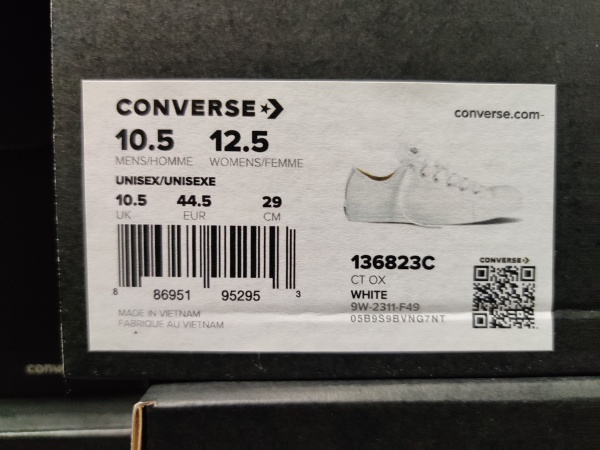 CONVERSE
converse.com-
10.5 12.5
MENS/HOMME WOMENS/FEMME
UNISEX/UNISEXE
10.5 44.5 29
UK EUR CM
8 86951 95295 3
MADE IN VIETNAM
FABRIQUE AU VIETNAM
136823C
CT OX
WHITE
9W-2311-F49
05B9S9BVNG7NT
CONVERSE
conve